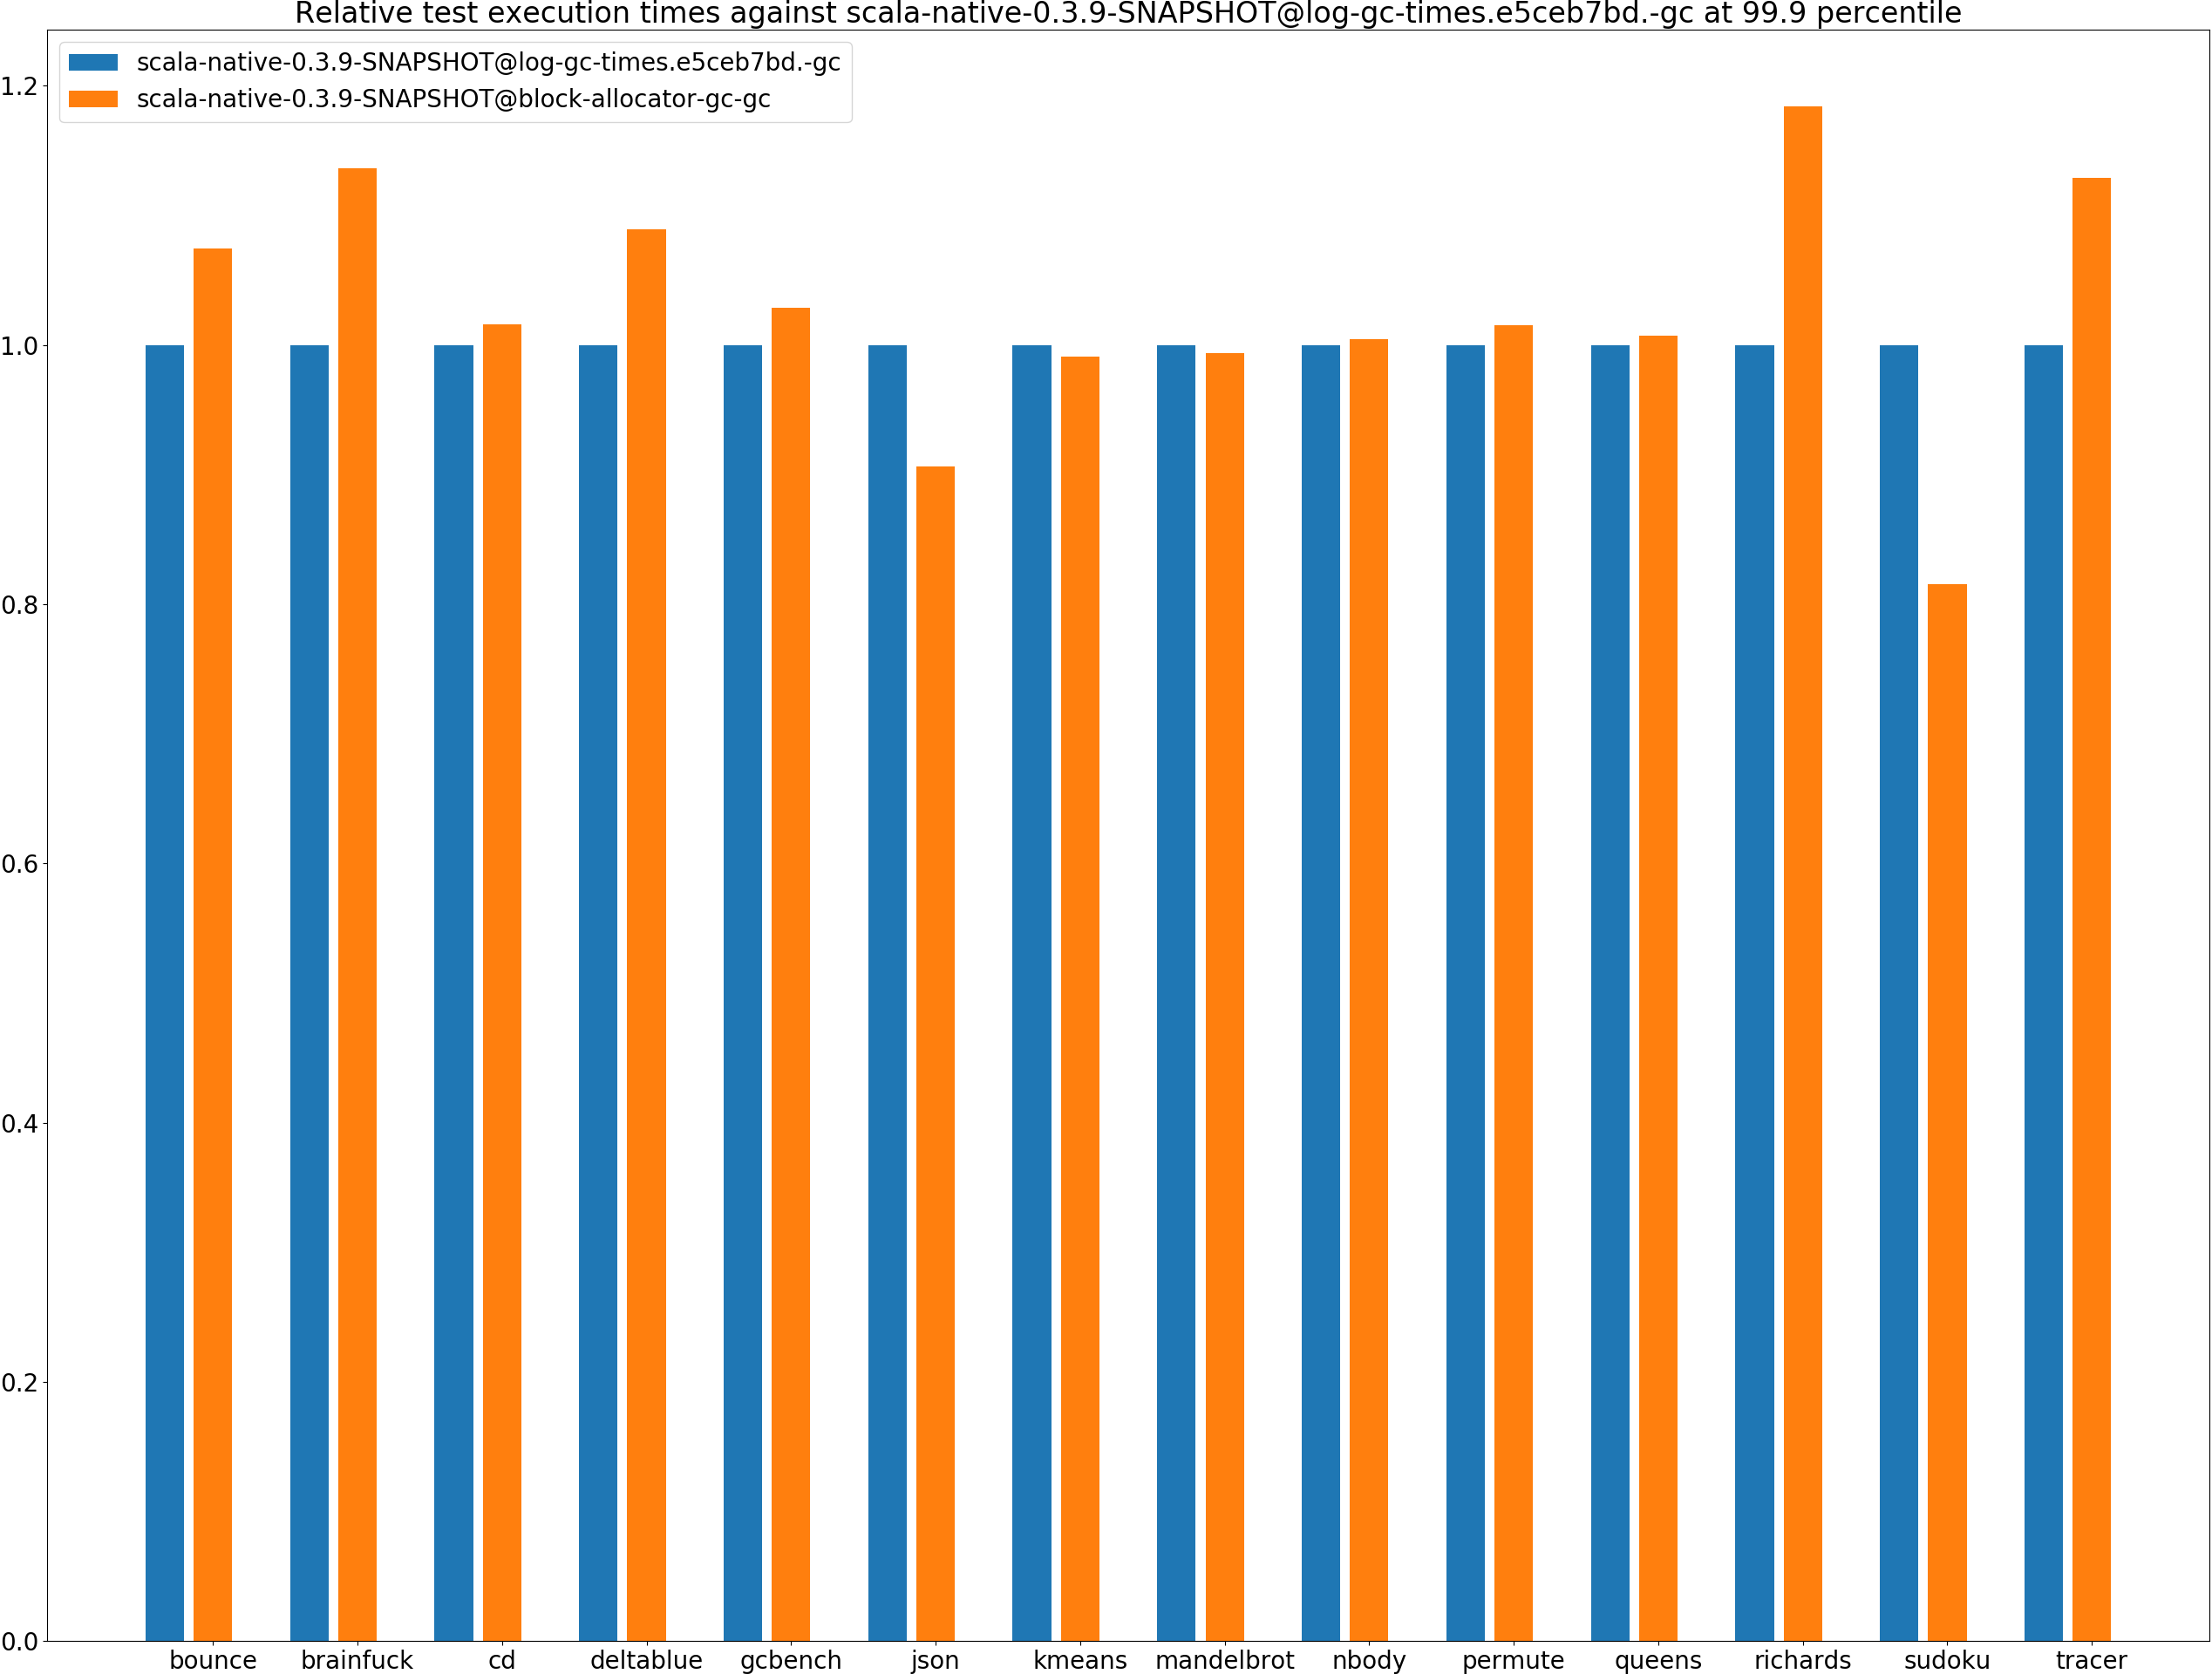 Relative test execution times against scala-native-0.3.9-SNAPSHOT@log-gc-times.e5ceb7bd.-gc at 99.9 percentile
scala-native-0.3.9-SNAPSHOT@log-gc-times.e5ceb7bd.-gc
scala-native-0.3.9-SNAPSHOT@block-allocator-gc-gc
1.2
1.0
0.8
0.6
0.4
0.2
0.0
bounce brainfuck cd deltablue gcbench json kmeans mandelbrot nbody permute queens richards sudoku tracer